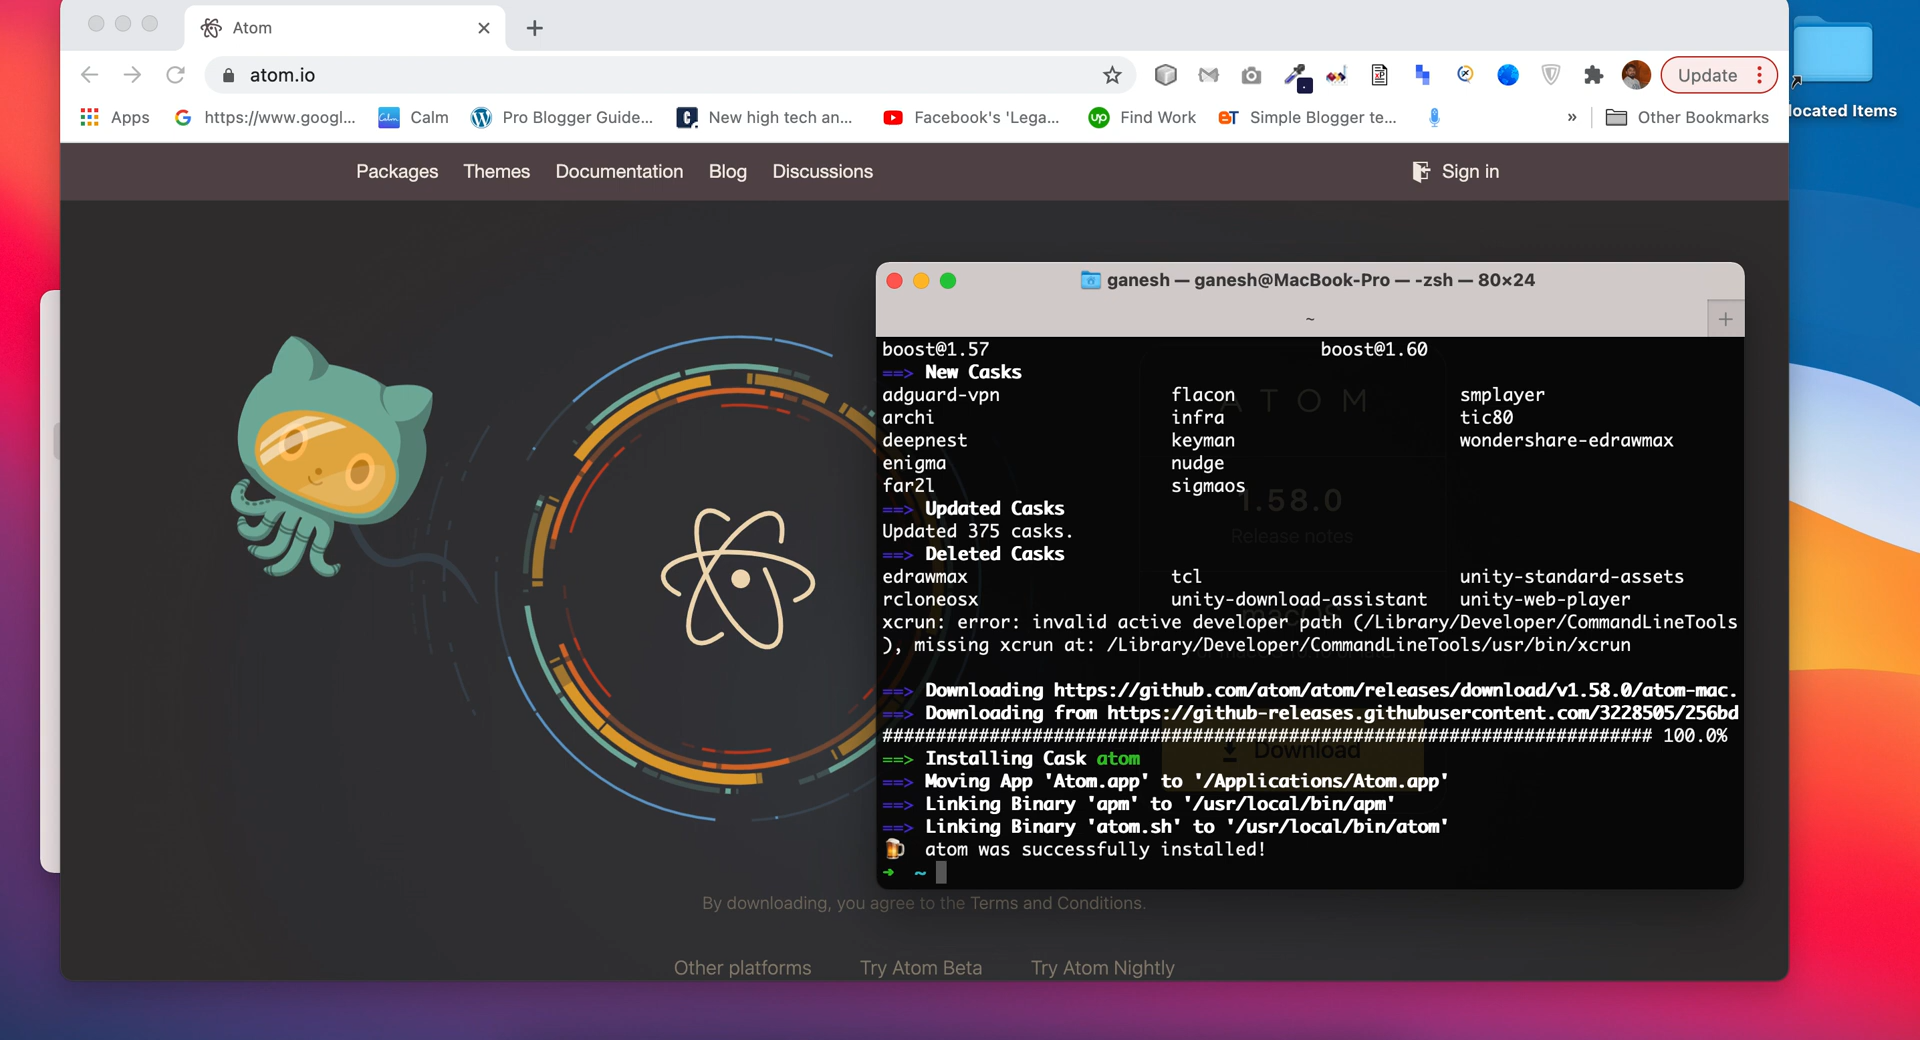 Atom
atom.io
Update
Apps
https://www.googl...
Calm
Pro Blogger Guide...
New high tech an...
Facebook's 'Lega...
Find Work
Simple Blogger te...
»
Other Bookmarks
located Items
Packages Themes Documentation Blog Discussions
Sign in
ganesh — ganesh@MacBook-Pro — -zsh — 80×24
~
boost@1.57 boost@1.60
==> New Casks
adguard-vpn flacon smplayer
archi infra tic80
deepnest keyman wondershare-edrawmax
enigma nudge
far2l sigmaos
==> Updated Casks
Updated 375 casks.
==> Deleted Casks
edrawmax tcl unity-standard-assets
rcloneosx unity-download-assistant unity-web-player
xcrun: error: invalid active developer path (/Library/Developer/CommandLineTools
), missing xcrun at: /Library/Developer/CommandLineTools/usr/bin/xcrun
==> Downloading https://github.com/atom/atom/releases/download/v1.58.0/atom-mac.
==> Downloading from https://github-releases.githubusercontent.com/3228505/256bd
######################################################################## 100.0%
==> Installing Cask atom
==> Moving App 'Atom.app' to '/Applications/Atom.app'
==> Linking Binary 'apm' to '/usr/local/bin/apm'
==> Linking Binary 'atom.sh' to '/usr/local/bin/atom'
🍺 atom was successfully installed!
→ ~
ATOM
1.58.0
Release notes
macOS
Download
By downloading, you agree to the Terms and Conditions.
Other platforms Try Atom Beta Try Atom Nightly